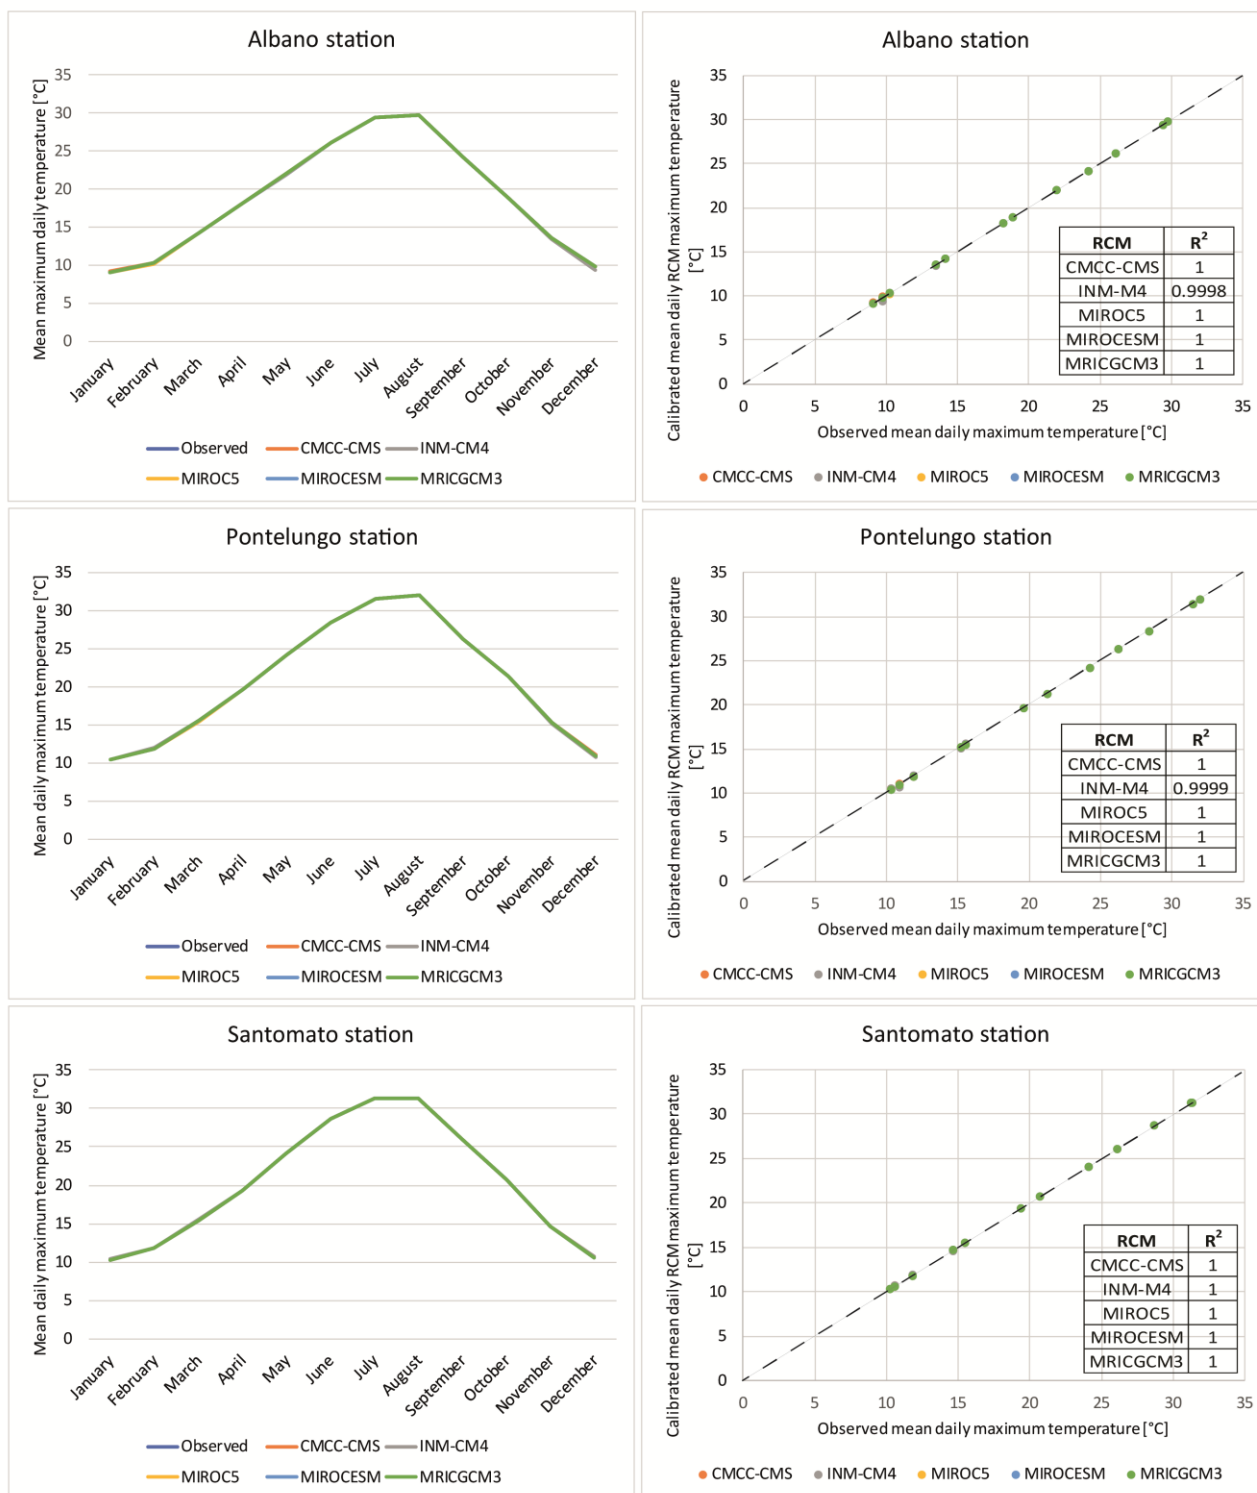 Albano station
Mean maximum daily temperature [°C]
35
30
25
20
15
10
5
0
January
February
March
April
May
June
July
August
September
October
November
December
Observed CMCC-CMS INM-CM4
MIROC5 MIROCESM MRICGCM3
Albano station
Calibrated mean daily RCM maximum temperature
[°C]
35
30
25
20
15
10
5
0
0 5 10 15 20 25 30 35
Observed mean daily maximum temperature [°C]
RCM R²
CMCC-CMS 1
INM-M4 0.9998
MIROC5 1
MIROCESM 1
MRICGCM3 1
CMCC-CMS INM-CM4 MIROC5 MIROCESM MRICGCM3
Pontelungo station
Mean daily maximum temperature [°C]
35
30
25
20
15
10
5
0
January
February
March
April
May
June
July
August
September
October
November
December
Observed CMCC-CMS INM-CM4
MIROC5 MIROCESM MRICGCM3
Pontelungo station
Calibrated mean daily RCM maximum temperature
[°C]
35
30
25
20
15
10
5
0
0 5 10 15 20 25 30 35
Observed mean daily maximum temperature [°C]
RCM R²
CMCC-CMS 1
INM-M4 0.9999
MIROC5 1
MIROCESM 1
MRICGCM3 1
CMCC-CMS INM-CM4 MIROC5 MIROCESM MRICGCM3
Santomato station
Mean daily maximum temperature [°C]
35
30
25
20
15
10
5
0
January
February
March
April
May
June
July
August
September
October
November
December
Observed CMCC-CMS INM-CM4
MIROC5 MIROCESM MRICGCM3
Santomato station
Calibrated mean daily RCM maximum temperature
[°C]
35
30
25
20
15
10
5
0
0 5 10 15 20 25 30 35
Observed mean daily maximum temperature [°C]
RCM R²
CMCC-CMS 1
INM-M4 1
MIROC5 1
MIROCESM 1
MRICGCM3 1
CMCC-CMS INM-CM4 MIROC5 MIROCESM MRICGCM3